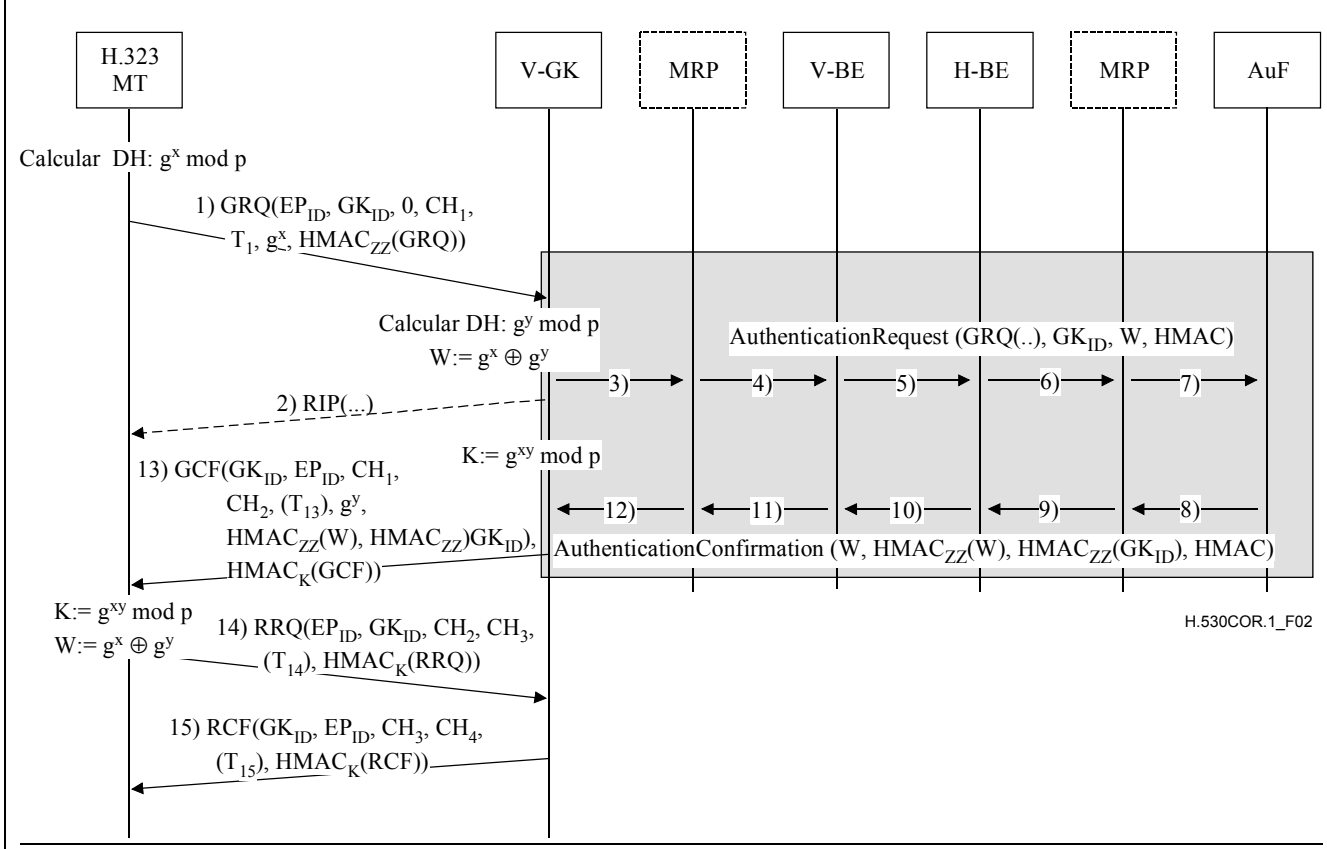 H.323
MT
V-GK
MRP
V-BE
H-BE
MRP
AuF
Calcular DH: g^x mod p
1) GRQ(EP_ID, GK_ID, 0, CH_1,
T_1, g^x, HMAC_ZZ(GRQ))
Calcular DH: g^y mod p
W:= g^x ⊕ g^y
AuthenticationRequest (GRQ(..), GK_ID, W, HMAC)
3)
4)
5)
6)
7)
2) RIP(...)
K:= g^xy mod p
13) GCF(GK_ID, EP_ID, CH_1,
CH_2, (T_13), g^y,
HMAC_ZZ(W), HMAC_ZZ)GK_ID),
HMAC_K(GCF))
12)
11)
10)
9)
8)
AuthenticationConfirmation (W, HMAC_ZZ(W), HMAC_ZZ(GK_ID), HMAC)
K:= g^xy mod p
W:= g^x ⊕ g^y
14) RRQ(EP_ID, GK_ID, CH_2, CH_3,
(T_14), HMAC_K(RRQ))
H.530COR.1_F02
15) RCF(GK_ID, EP_ID, CH_3, CH_4,
(T_15), HMAC_K(RCF))